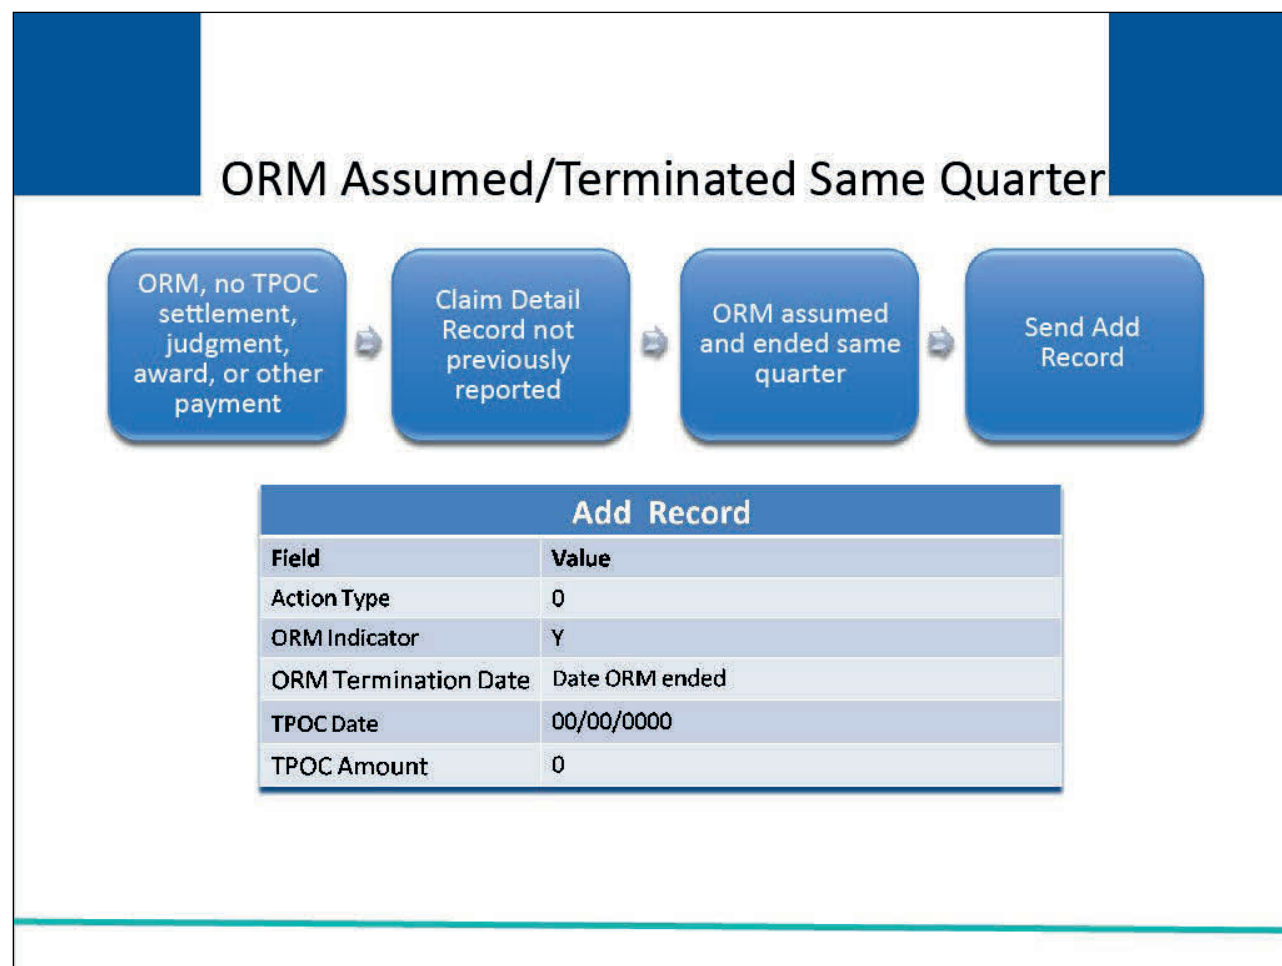 ORM Assumed/Terminated Same Quarter
ORM, no TPOC
settlement,
judgment,
award, or other
payment
Claim Detail
Record not
previously
reported
ORM assumed
and ended same
quarter
Send Add
Record
Add Record
Field Value
Action Type 0
ORM Indicator Y
ORM Termination Date Date ORM ended
TPOC Date 00/00/0000
TPOC Amount 0